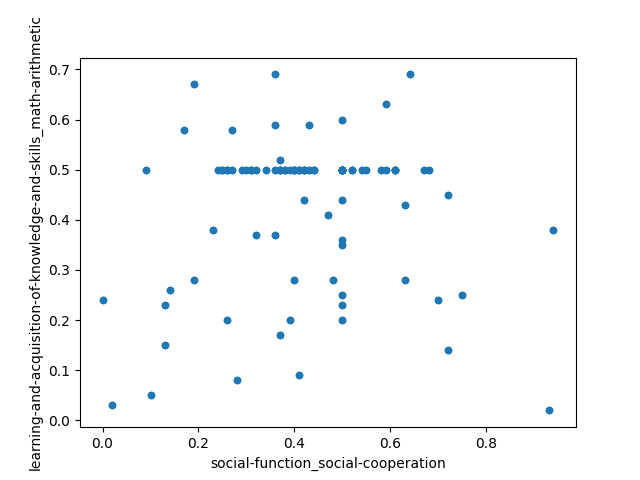 learning-and-acquisition-of-knowledge-and-skills_math-arithmetic
0.7
0.6
0.5
0.4
0.3
0.2
0.1
0.0
0.0 0.2 0.4 0.6 0.8
social-function_social-cooperation